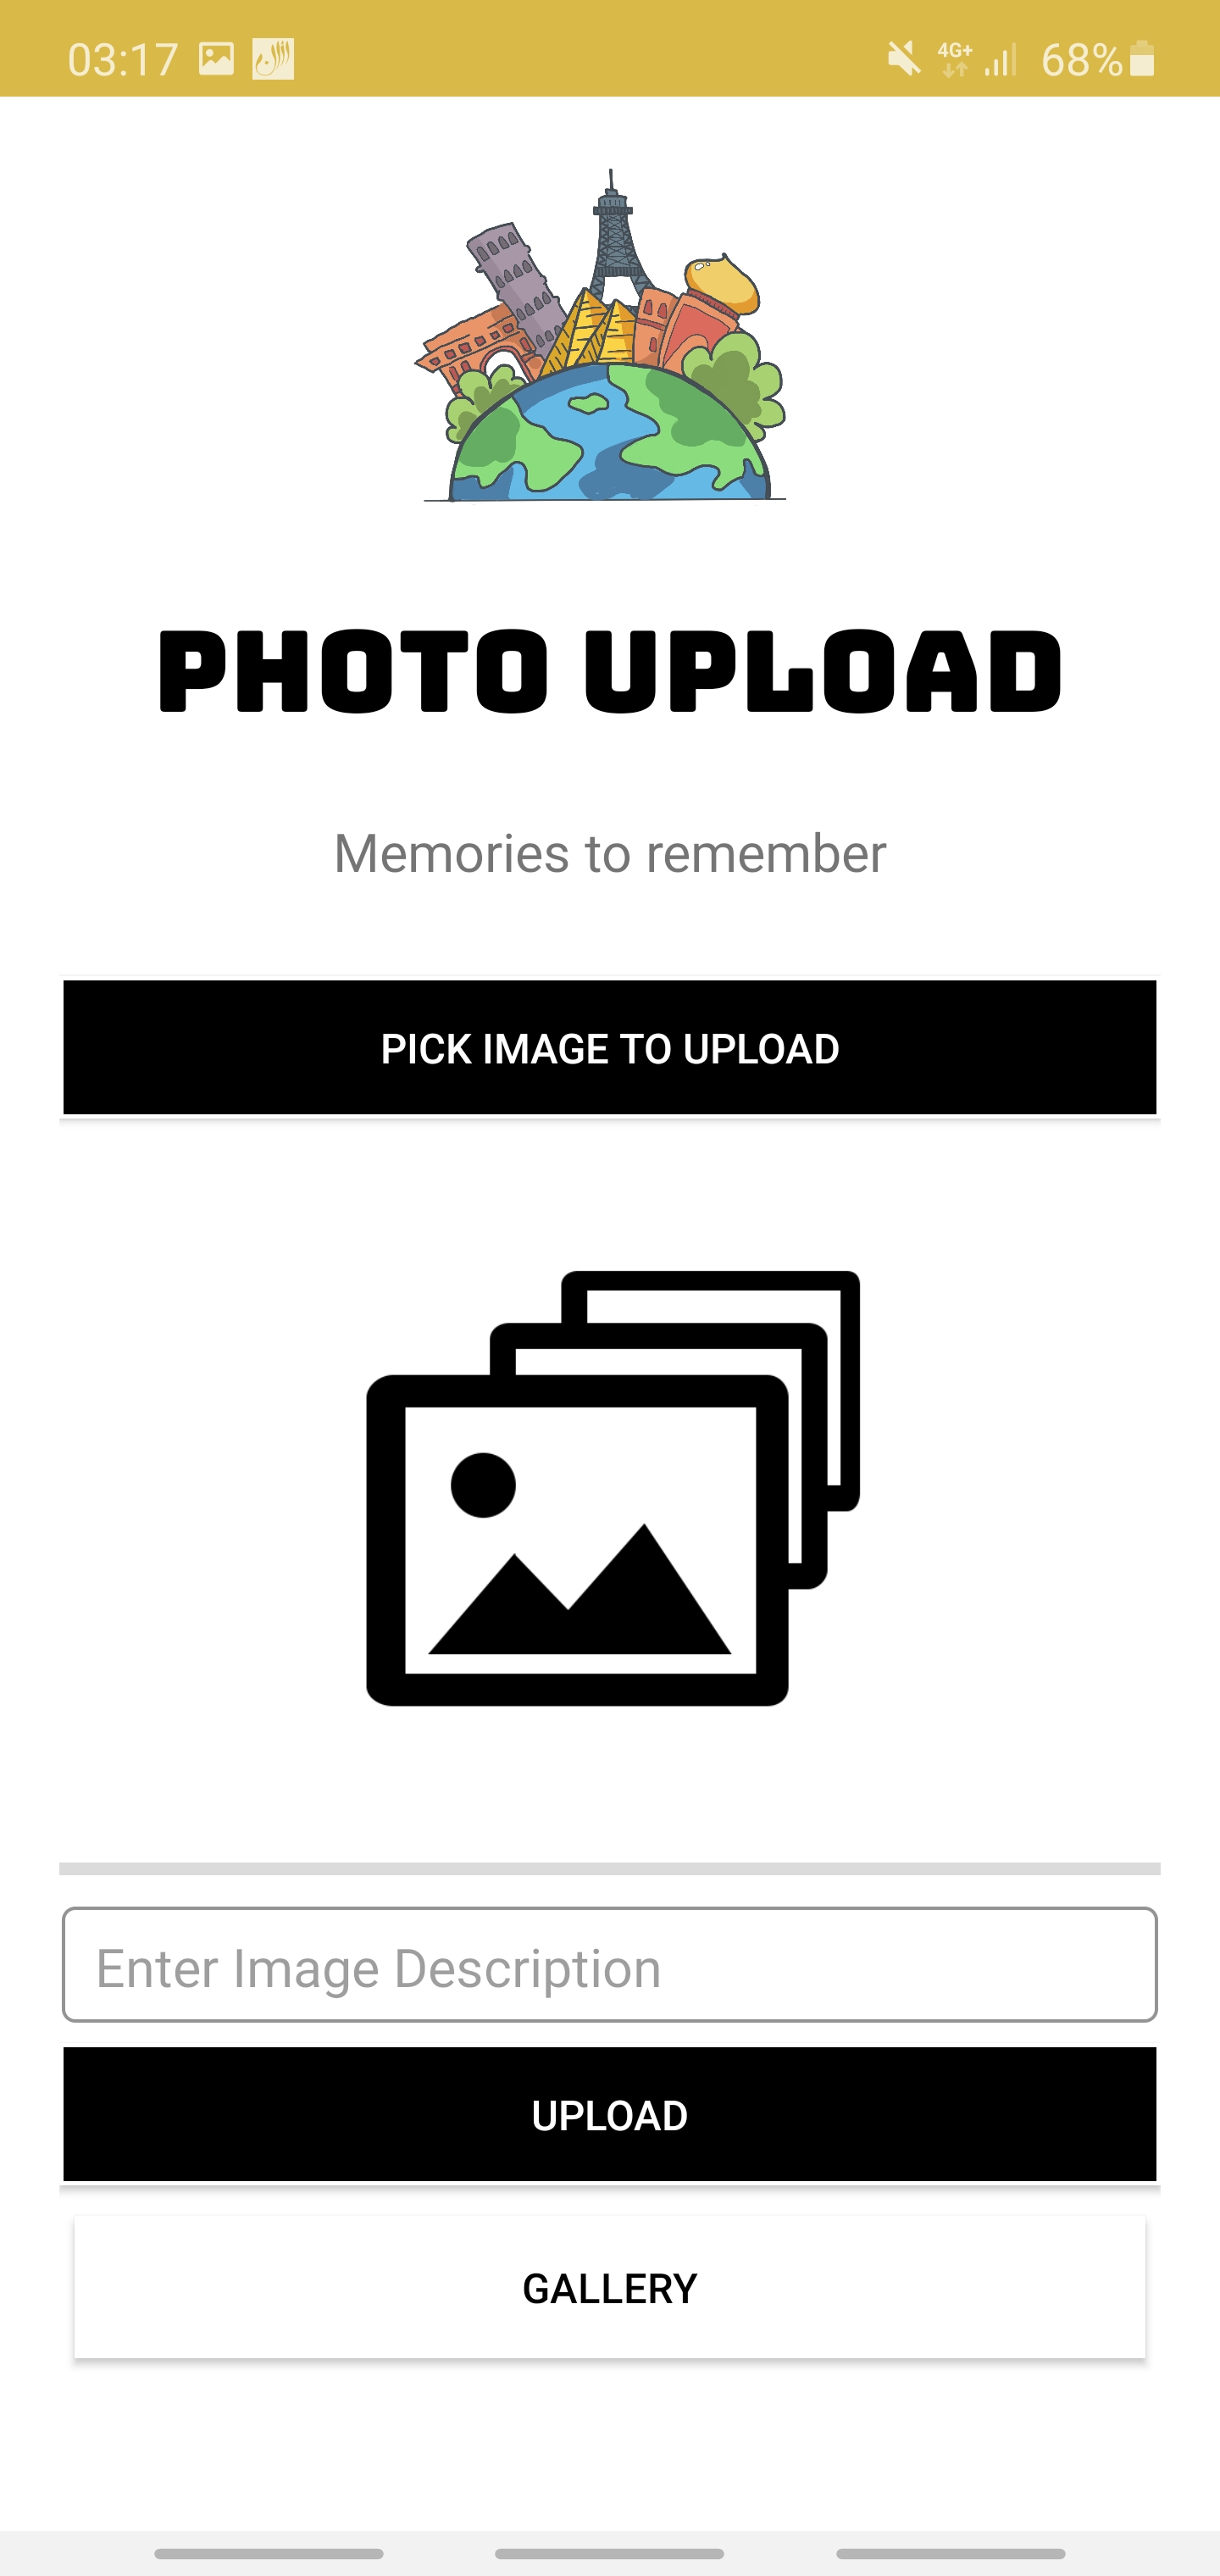 03:17
4G+ 68%
PHOTO UPLOAD
Memories to remember
PICK IMAGE TO UPLOAD
Enter Image Description
UPLOAD
GALLERY